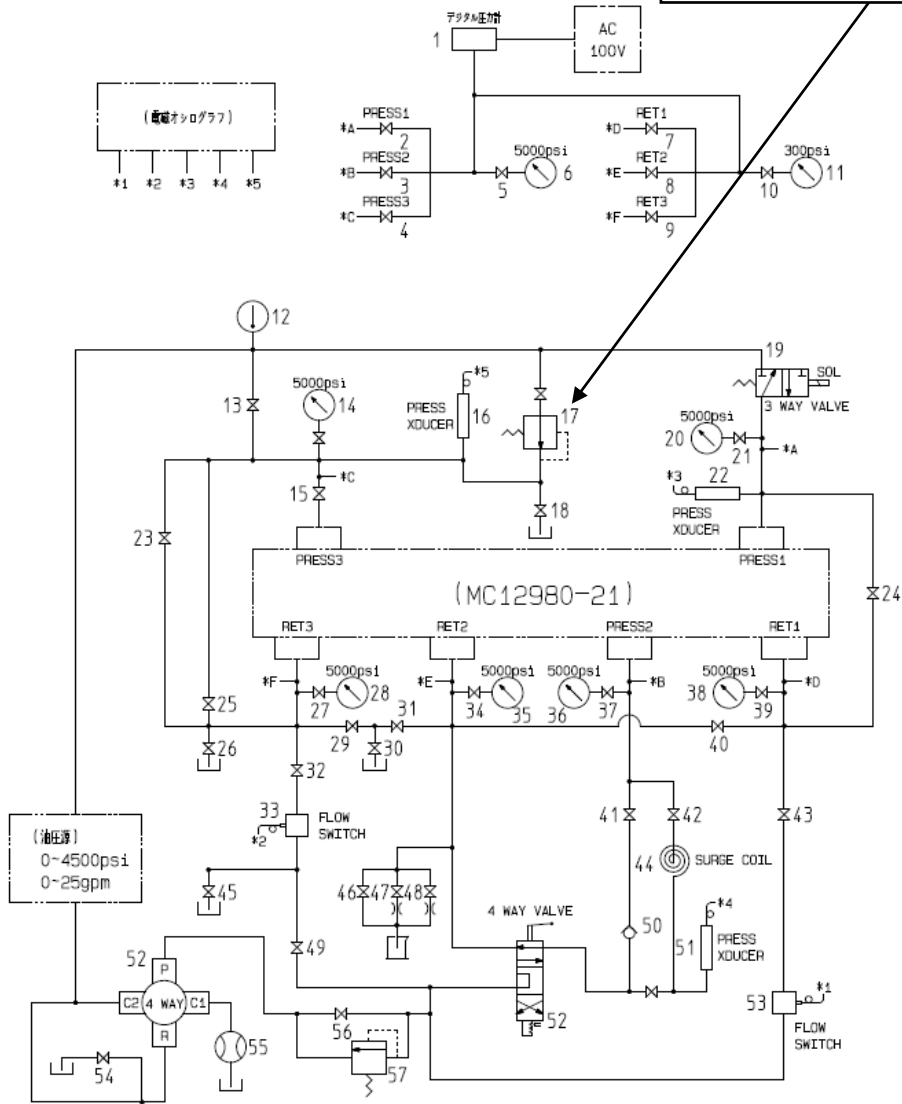 デジタル圧力計
1
AC
100V
(電磁オシログラフ)
*1 *2 *3 *4 *5
PRESS1
*A
2
PRESS2
*B
3
PRESS3
*C
4
5000psi
5
6
RET1
*D
7
RET2
*E
8
RET3
*F
9
300psi
10
11
12
13
5000psi
14
*C
15
PRESS
XDUCER
*5
16
17
18
19
SOL
3 WAY VALVE
5000psi
20
21
*A
*3
22
PRESS
XDUCER
23
24
PRESS3
PRESS1
(MC12980-21)
RET3
RET2
PRESS2
RET1
*F
5000psi
27
28
*E
5000psi
34
35
5000psi
36
37
*B
5000psi
38
39
*D
25
26
29
30
31
40
32
33
FLOW
SWITCH
*2
41
42
43
44
SURGE COIL
(油圧源)
0~4500psi
0~25gpm
45
46
47
48
49
4 WAY VALVE
50
51
*4
PRESS
XDUCER
52
P
C2
4 WAY
C1
R
52
53
*1
FLOW
SWITCH
54
55
56
57